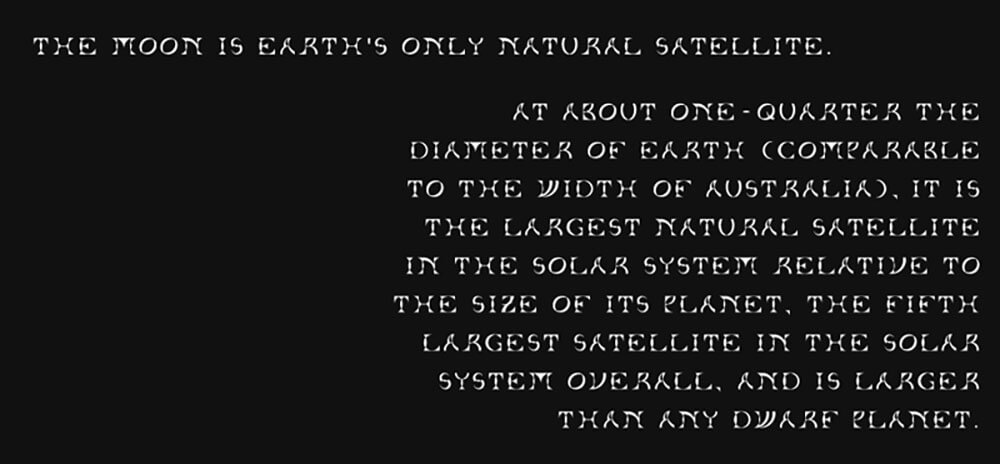 THE MOON IS EARTH'S ONLY NATURAL SATELLITE.
AT ABOUT ONE-QUARTER THE
DIAMETER OF EARTH (COMPARABLE
TO THE WIDTH OF AUSTRALIA), IT IS
THE LARGEST NATURAL SATELLITE
IN THE SOLAR SYSTEM RELATIVE TO
THE SIZE OF ITS PLANET, THE FIFTH
LARGEST SATELLITE IN THE SOLAR
SYSTEM OVERALL, AND IS LARGER
THAN ANY DWARF PLANET.